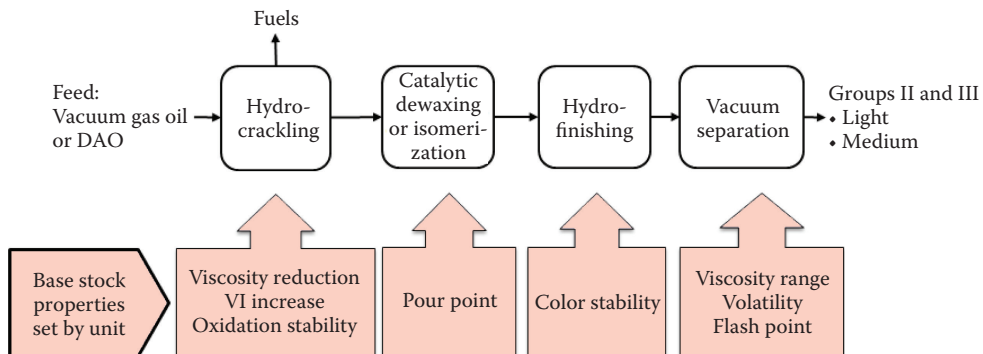 Fuels
Feed:
Vacuum gas oil
or DAO
Hydro-
crackling
Catalytic
dewaxing
or isomeri-
zation
Hydro-
finishing
Vacuum
separation
Groups II and III
• Light
• Medium
Base stock
properties
set by unit
Viscosity reduction
VI increase
Oxidation stability
Pour point
Color stability
Viscosity range
Volatility
Flash point